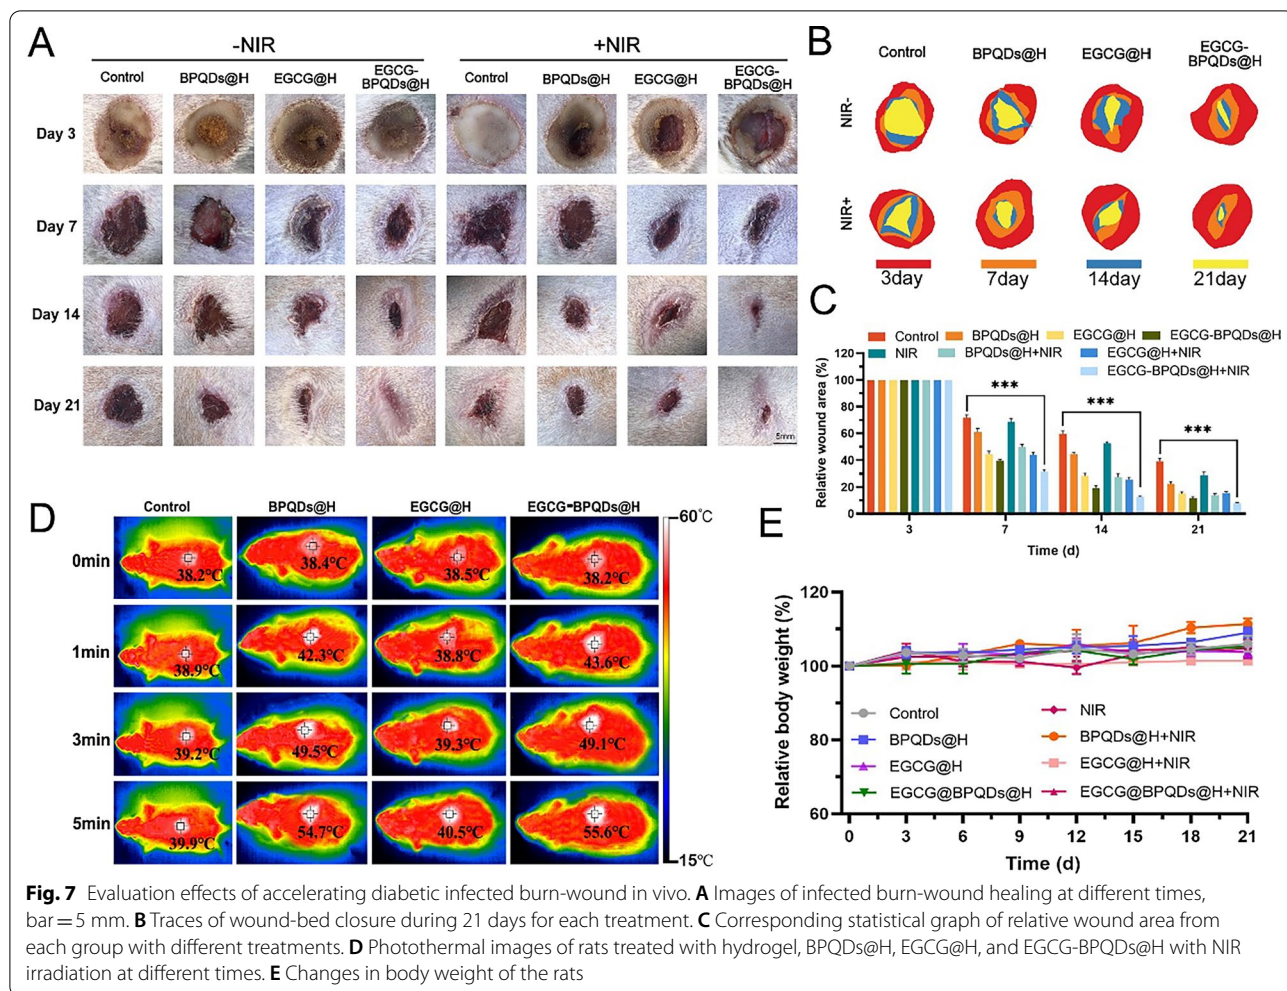 A
-NIR
+NIR
Control BPQDs@H EGCG@H EGCG-BPQDs@H Control BPQDs@H EGCG@H EGCG-BPQDs@H
Day 3
Day 7
Day 14
Day 21
5mm
B
Control BPQDs@H EGCG@H EGCG-BPQDs@H
NIR-
NIR+
3day 7day 14day 21day
C
Control BPQDs@H EGCG@H EGCG-BPQDs@H
NIR BPQDs@H+NIR EGCG@H+NIR
EGCG-BPQDs@H+NIR
Relative wound area (%)
120
100
80
60
40
20
0
***
***
***
3 7 14 21
Time (d)
D
Control BPQDs@H EGCG@H EGCG-BPQDs@H
60°C
0min
38.2°C 38.4°C 38.5°C 38.2°C
1min
38.9°C 42.3°C 38.8°C 43.6°C
3min
39.2°C 49.5°C 39.3°C 49.1°C
5min
39.9°C 54.7°C 40.5°C 55.6°C
15°C
E
Relative body weight (%)
120
100
80
60
Control NIR
BPQDs@H BPQDs@H+NIR
EGCG@H EGCG@H+NIR
EGCG@BPQDs@H EGCG@BPQDs@H+NIR
0 3 6 9 12 15 18 21
Time (d)
Fig. 7 Evaluation effects of accelerating diabetic infected burn-wound in vivo. A Images of infected burn-wound healing at different times,
bar = 5 mm. B Traces of wound-bed closure during 21 days for each treatment. C Corresponding statistical graph of relative wound area from
each group with different treatments. D Photothermal images of rats treated with hydrogel, BPQDs@H, EGCG@H, and EGCG-BPQDs@H with NIR
irradiation at different times. E Changes in body weight of the rats